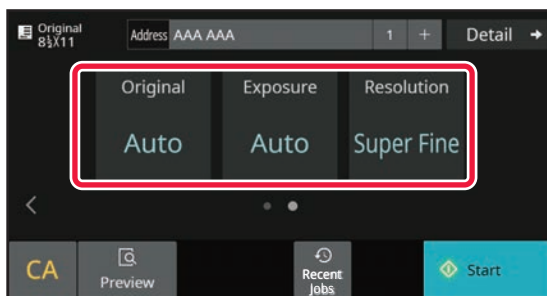 Original
8½X11
Address AAA AAA 1 + Detail →
Original Exposure Resolution
Auto Auto Super Fine
CA Preview Recent Jobs Start